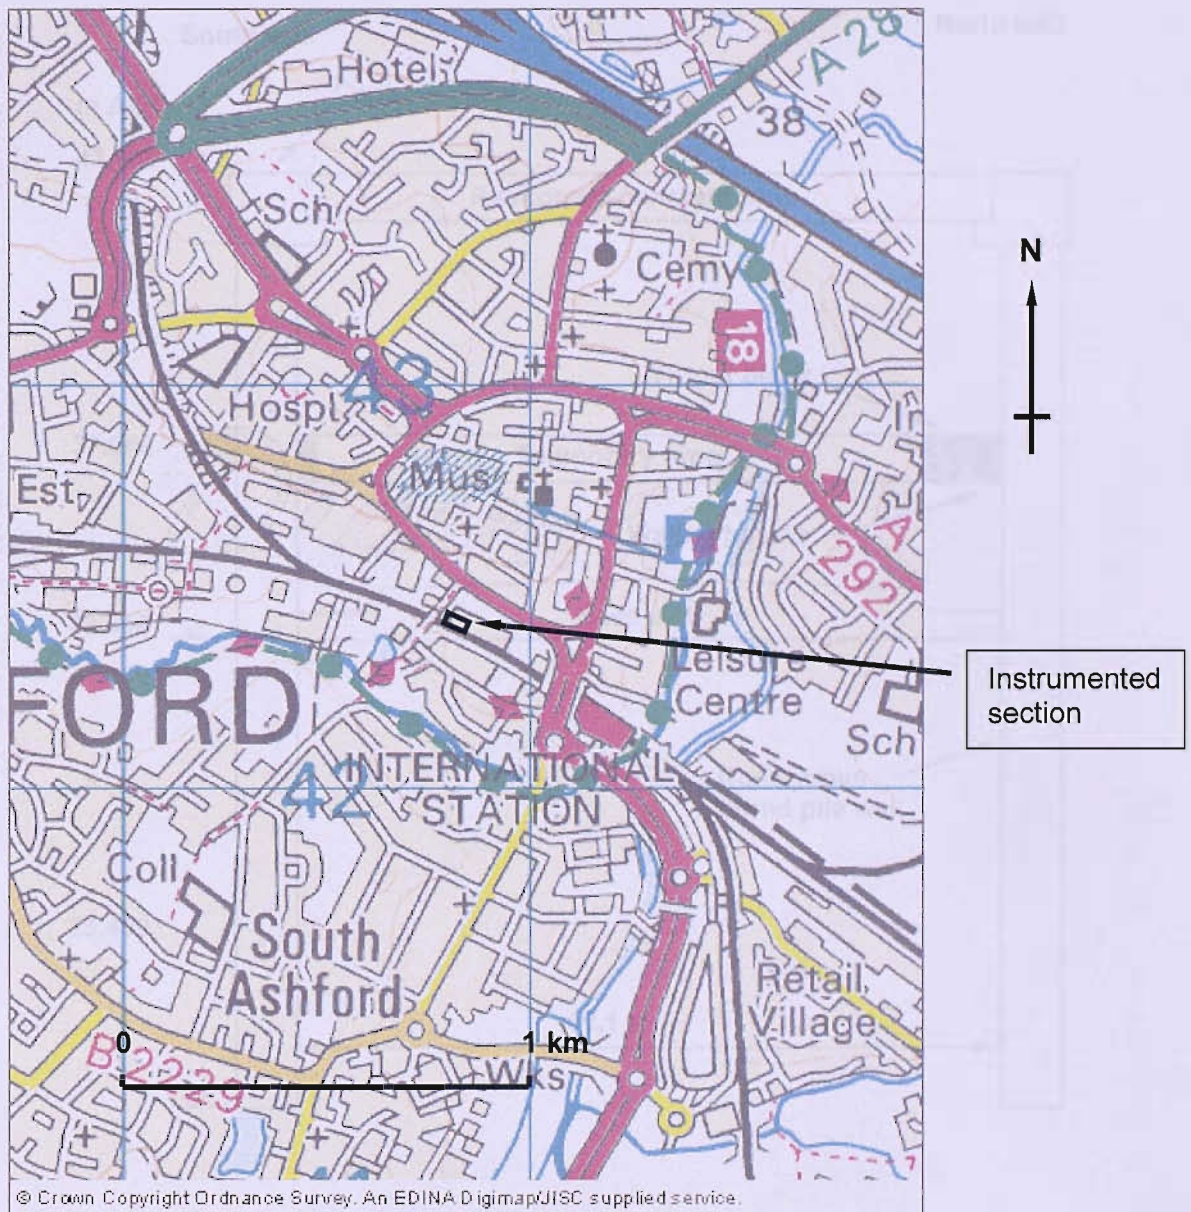 Hotel
A 28
38
Sch
Cemy
N
18
43
Hospl
Mus
Est
A
292
Leisure
Centre
Instrumented
section
FORD
Sch
INTERNATIONAL
42
STATION
Coll
South
Ashford
Retail
Village
0
1 km
B 2229
Wks
© Crown Copyright Ordnance Survey. An EDINA Digimap/JISC supplied service.